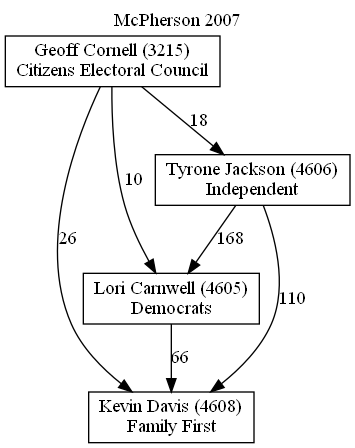 McPherson 2007
Geoff Cornell (3215)
Citizens Electoral Council
18
Tyrone Jackson (4606)
Independent
10
26
168
Lori Carnwell (4605)
Democrats
110
66
Kevin Davis (4608)
Family First